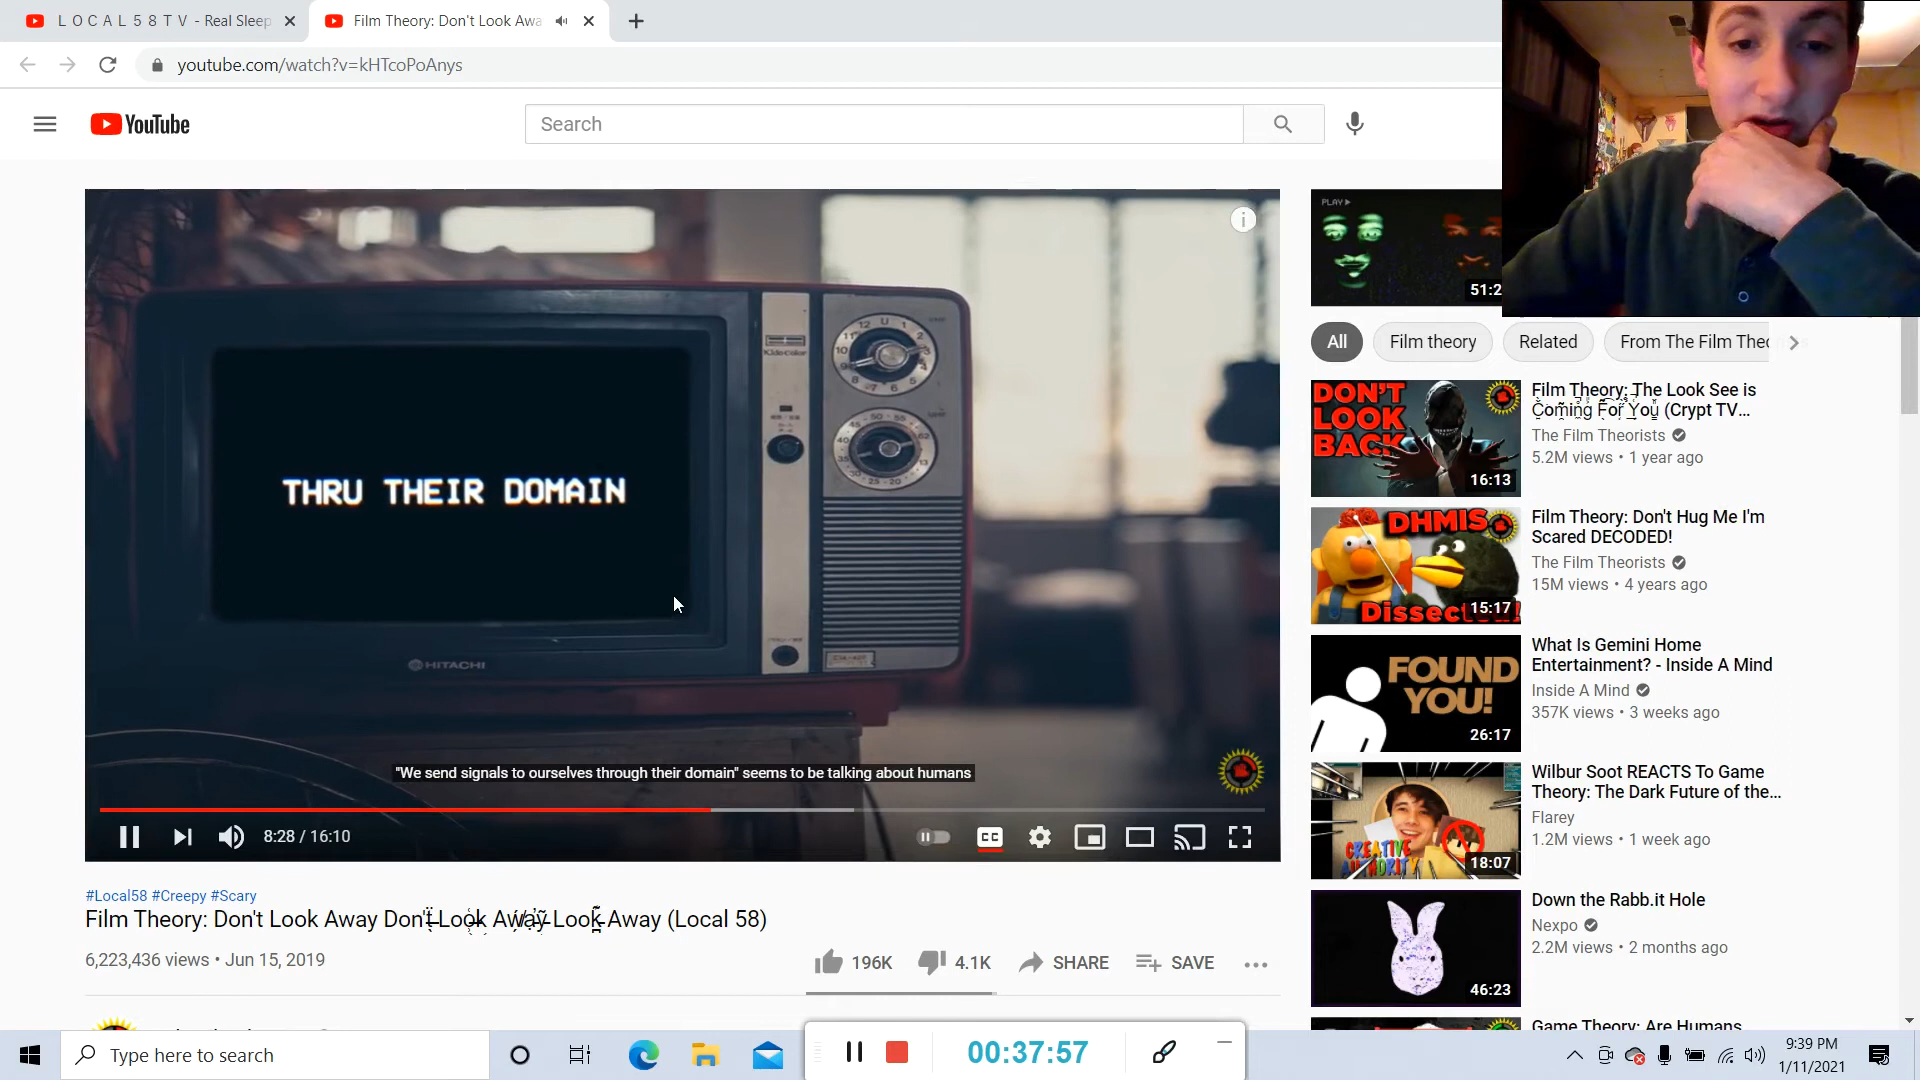 L O C A L 5 8 T V - Real Sleep
Film Theory: Don't Look Awa
youtube.com/watch?v=kHTcoPoAnys
YouTube
Search
THRU THEIR DOMAIN
HITACHI
"We send signals to ourselves through their domain" seems to be talking about humans
8:28 / 16:10
#Local58 #Creepy #Scary
Film Theory: Don't Look Away Don't Look Away Look Away (Local 58)
6,223,436 views • Jun 15, 2019
196K
4.1K
SHARE
SAVE
PLAY
51:2
All
Film theory
Related
From The Film Theo
DON'T
LOOK
BACK
16:13
Film Theory: The Look See is
Coming For You (Crypt TV...
The Film Theorists
5.2M views • 1 year ago
DHMIS
15:17
Film Theory: Don't Hug Me I'm
Scared DECODED!
The Film Theorists
15M views • 4 years ago
FOUND
YOU!
26:17
What Is Gemini Home
Entertainment? - Inside A Mind
Inside A Mind
357K views • 3 weeks ago
CREATIVE
AUTHORITY
18:07
Wilbur Soot REACTS To Game
Theory: The Dark Future of the...
Flarey
1.2M views • 1 week ago
46:23
Down the Rabb.it Hole
Nexpo
2.2M views • 2 months ago
Game Theory: Are Humans
Type here to search
00:37:57
9:39 PM
1/11/2021